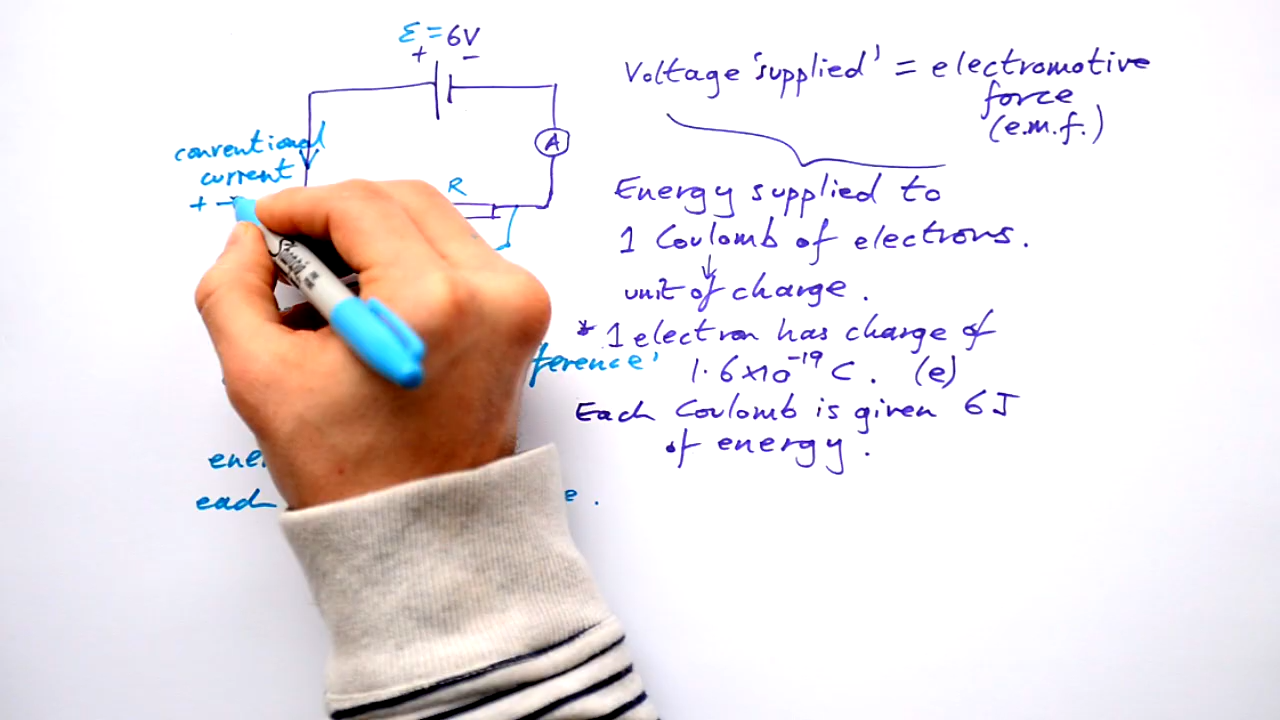 Ɛ = 6V
+ −
A
conventional
current
+ →
R
ference'
each
e.
Voltage 'supplied' = electromotive
force
(e.m.f.)
Energy supplied to
1 Coulomb of electrons.
unit of charge.
* 1 electron has charge of
1.6×10⁻¹⁹ C. (e)
Each Coulomb is given 6J
of energy.